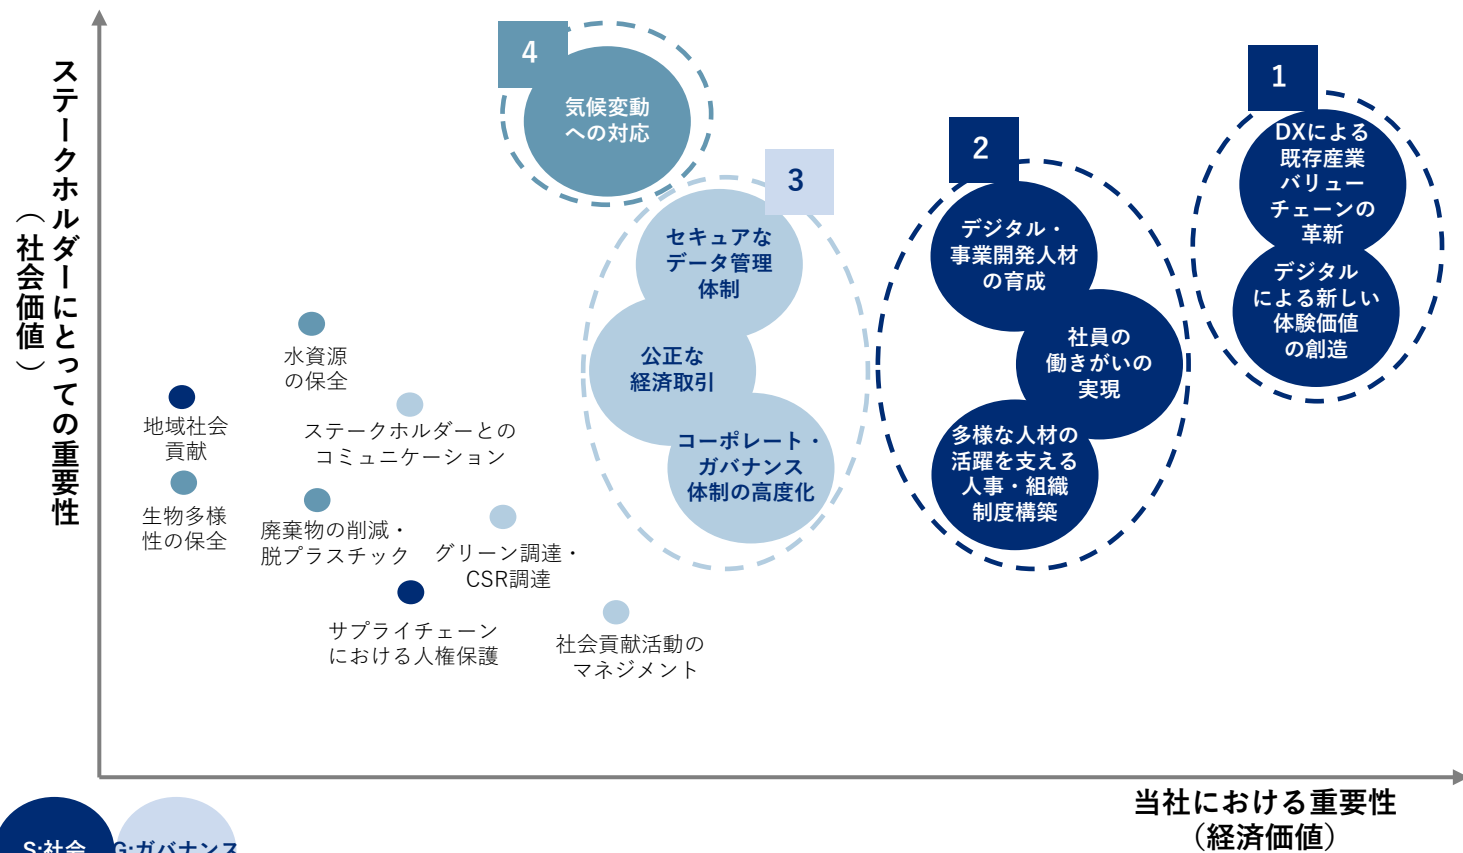 ステークホルダーにとっての重要性
（社会価値）
4
気候変動
への対応
1
DXによる
既存産業
バリュー
チェーンの
革新
デジタル
による新しい
体験価値
の創造
2
デジタル・
事業開発人材
の育成
社員の
働きがいの
実現
多様な人材の
活躍を支える
人事・組織
制度構築
3
セキュアな
データ管理
体制
公正な
経済取引
コーポレート・
ガバナンス
体制の高度化
水資源
の保全
地域社会
貢献
ステークホルダーとの
コミュニケーション
生物多様
性の保全
廃棄物の削減・
脱プラスチック
グリーン調達・
CSR調達
サプライチェーン
における人権保護
社会貢献活動の
マネジメント
当社における重要性
（経済価値）
S:社会
G:ガバナンス